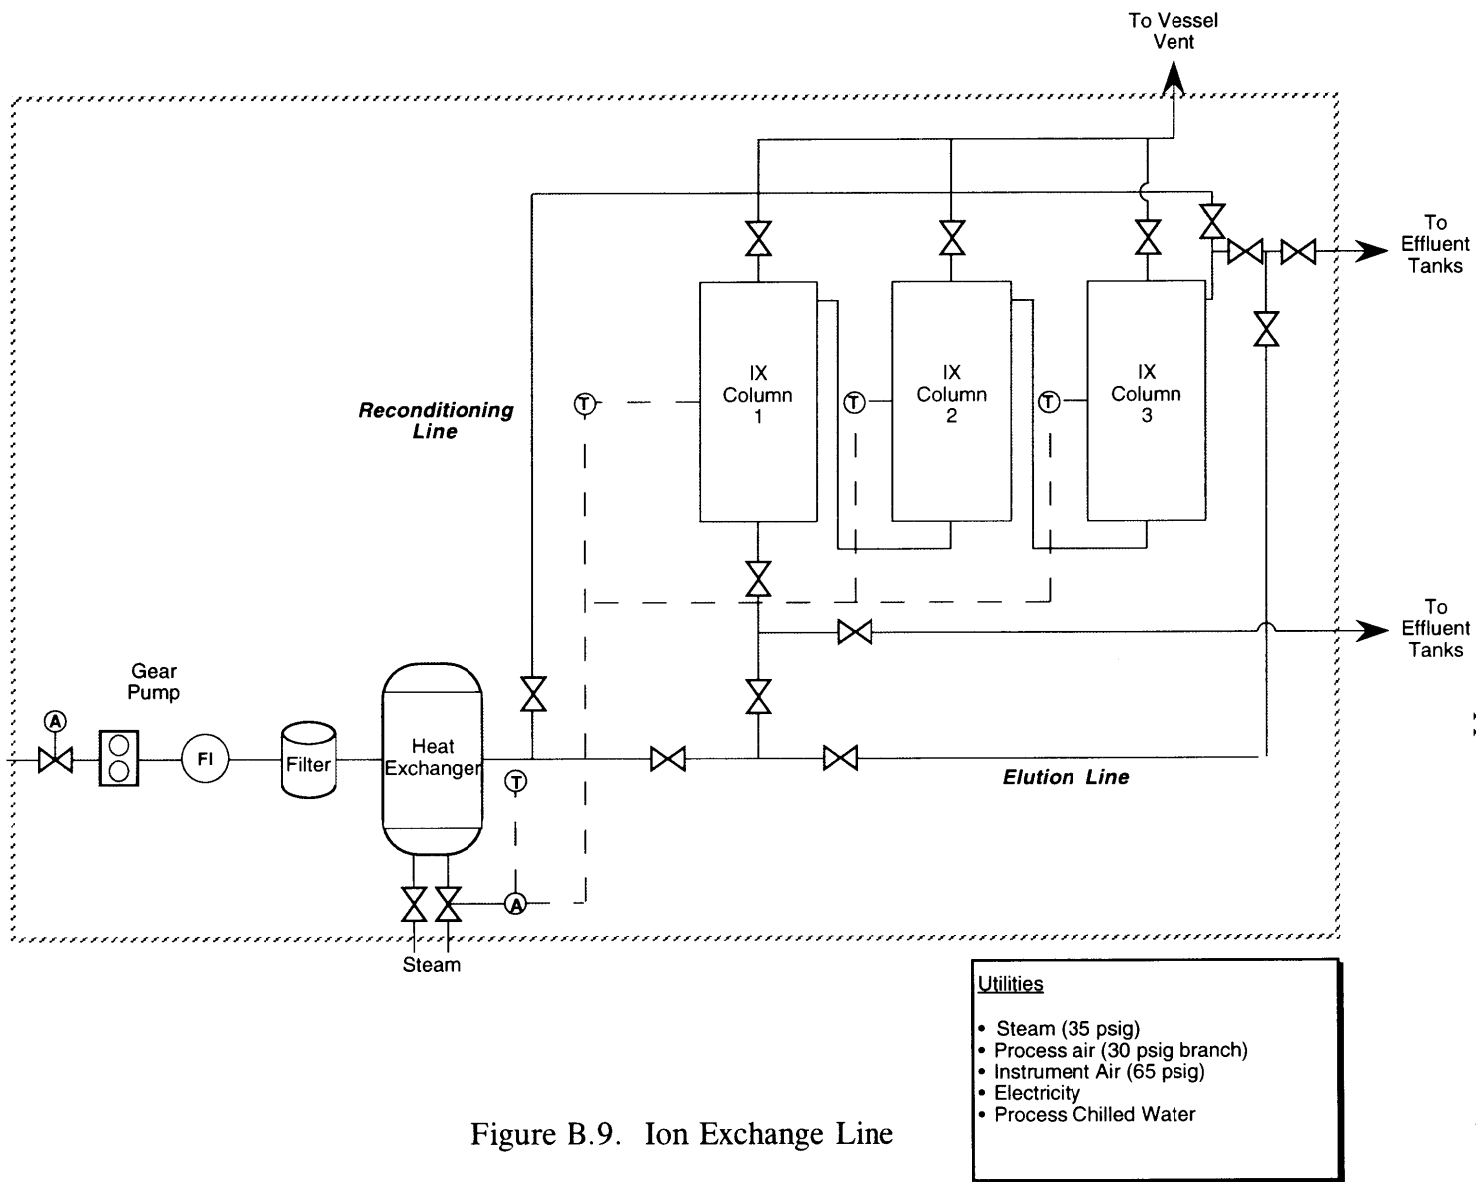 To Vessel
Vent
To
Effluent
Tanks
IX
Column
1
IX
Column
2
IX
Column
3
T
T
T
Reconditioning
Line
To
Effluent
Tanks
Gear
Pump
A
FI
Filter
Heat
Exchanger
T
Elution Line
A
Steam
Utilities
• Steam (35 psig)
• Process air (30 psig branch)
• Instrument Air (65 psig)
• Electricity
• Process Chilled Water
Figure B.9. Ion Exchange Line